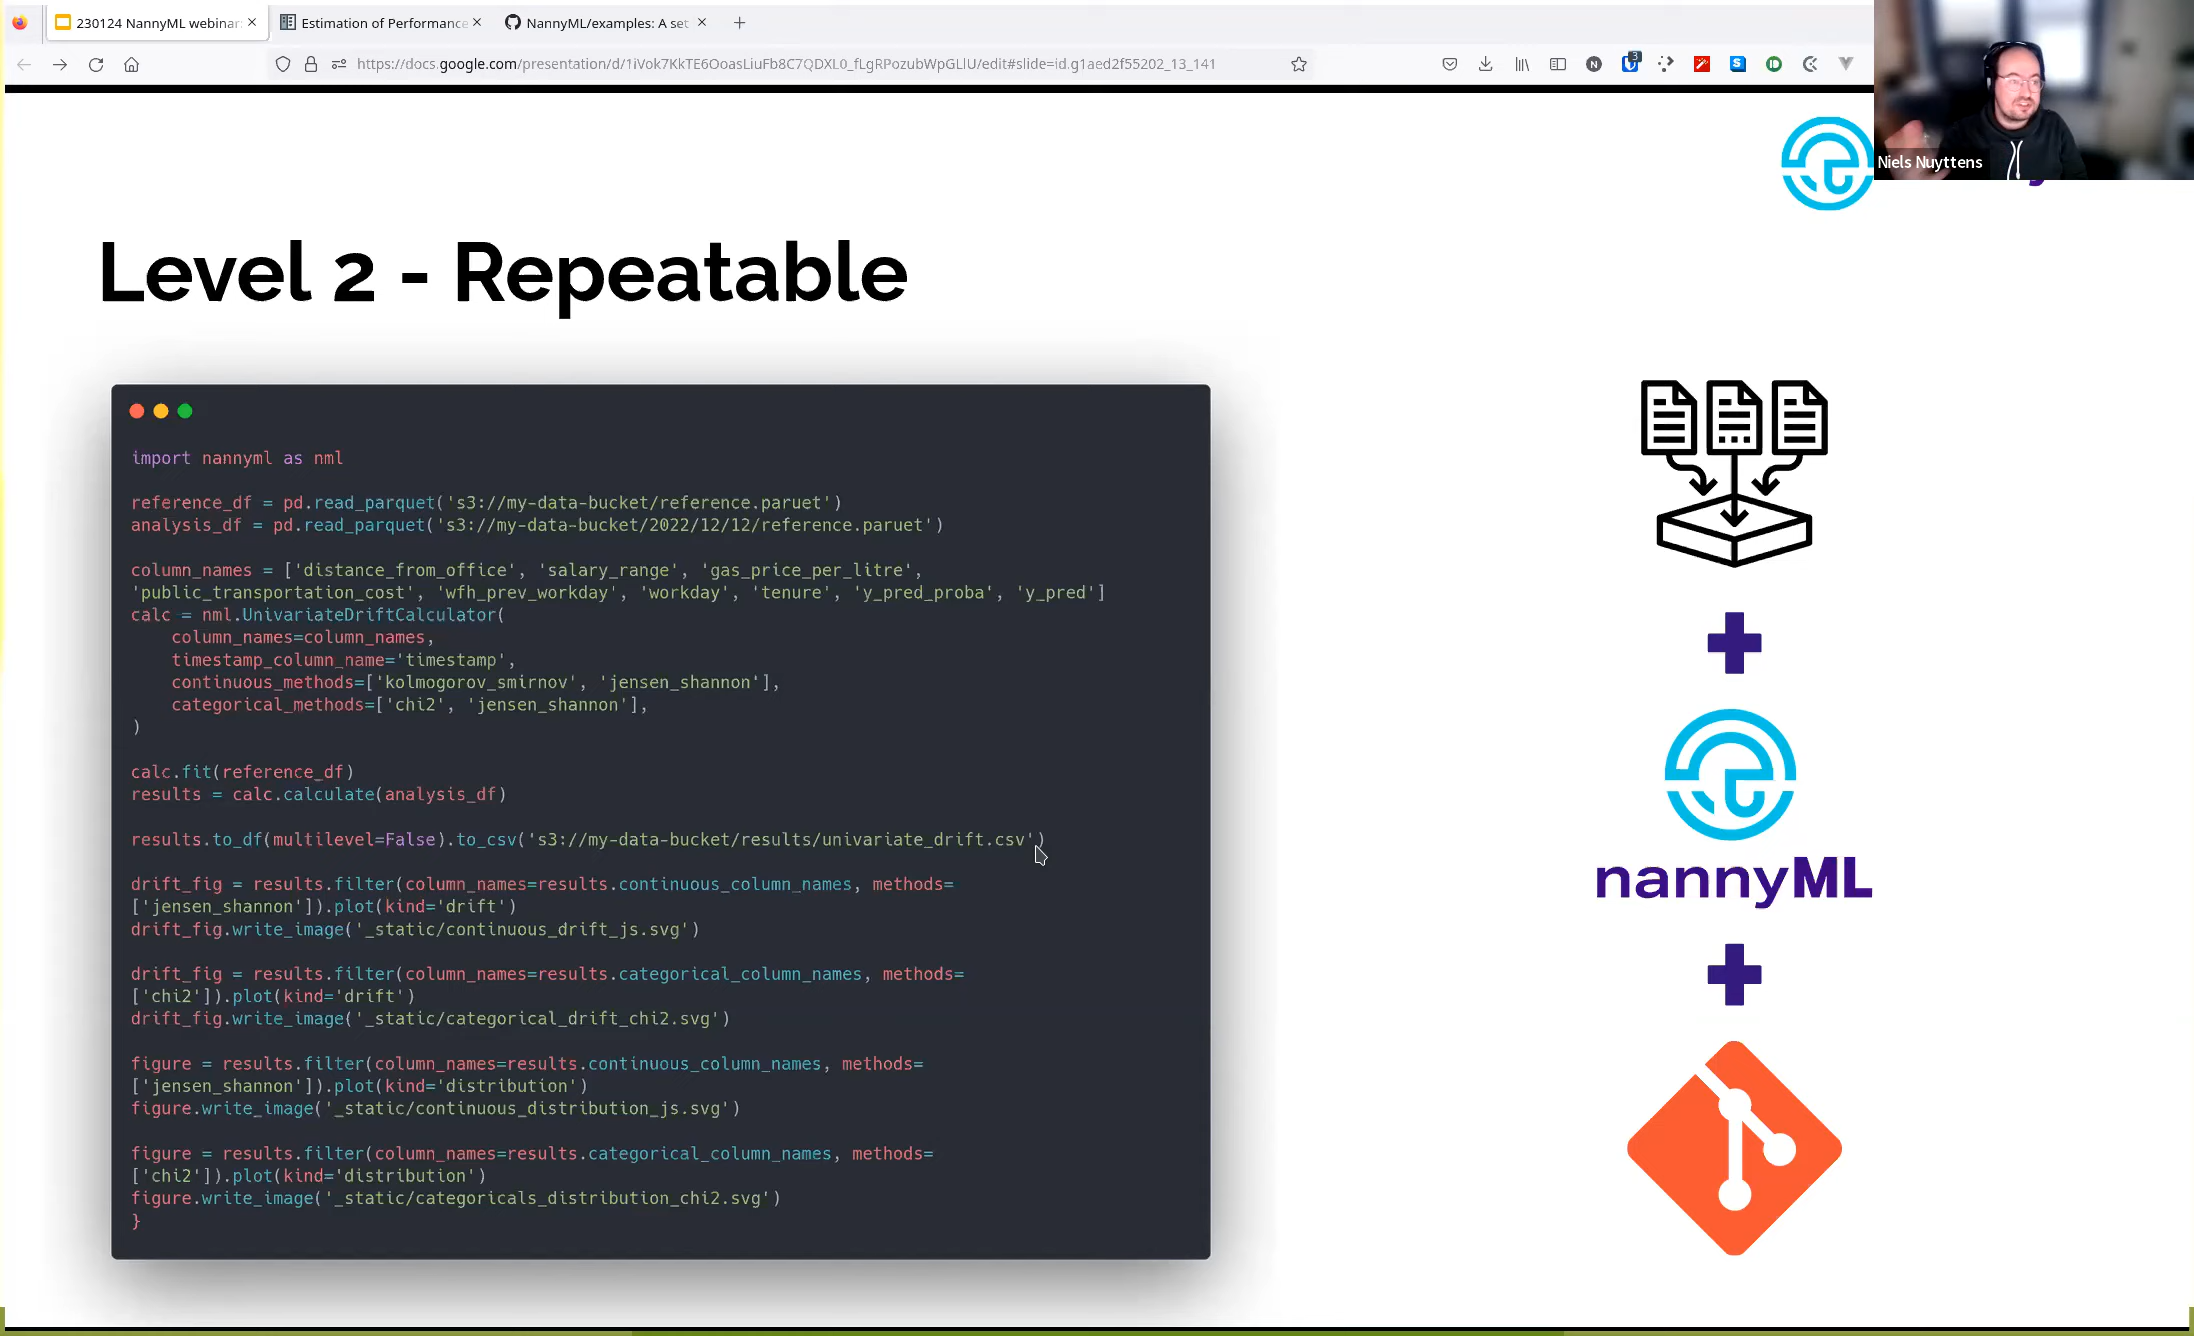 230124 NannyML webinar
Estimation of Performance
NannyML/examples: A set
https://docs.google.com/presentation/d/1iVok7KkTE6OoasLiuFb8C7QDXL0_fLgRPozubWpGLlU/edit#slide=id.g1aed2f55202_13_141
3
Niels Nuyttens
Level 2 - Repeatable
import nannyml as nml
reference_df = pd.read_parquet('s3://my-data-bucket/reference.paruet')
analysis_df = pd.read_parquet('s3://my-data-bucket/2022/12/12/reference.paruet')
column_names = ['distance_from_office', 'salary_range', 'gas_price_per_litre',
'public_transportation_cost', 'wfh_prev_workday', 'workday', 'tenure', 'y_pred_proba', 'y_pred']
calc = nml.UnivariateDriftCalculator(
    column_names=column_names,
    timestamp_column_name='timestamp',
    continuous_methods=['kolmogorov_smirnov', 'jensen_shannon'],
    categorical_methods=['chi2', 'jensen_shannon'],
)
calc.fit(reference_df)
results = calc.calculate(analysis_df)
results.to_df(multilevel=False).to_csv('s3://my-data-bucket/results/univariate_drift.csv')
drift_fig = results.filter(column_names=results.continuous_column_names, methods=
['jensen_shannon']).plot(kind='drift')
drift_fig.write_image('_static/continuous_drift_js.svg')
drift_fig = results.filter(column_names=results.categorical_column_names, methods=
['chi2']).plot(kind='drift')
drift_fig.write_image('_static/categorical_drift_chi2.svg')
figure = results.filter(column_names=results.continuous_column_names, methods=
['jensen_shannon']).plot(kind='distribution')
figure.write_image('_static/continuous_distribution_js.svg')
figure = results.filter(column_names=results.categorical_column_names, methods=
['chi2']).plot(kind='distribution')
figure.write_image('_static/categoricals_distribution_chi2.svg')
}
nannyML